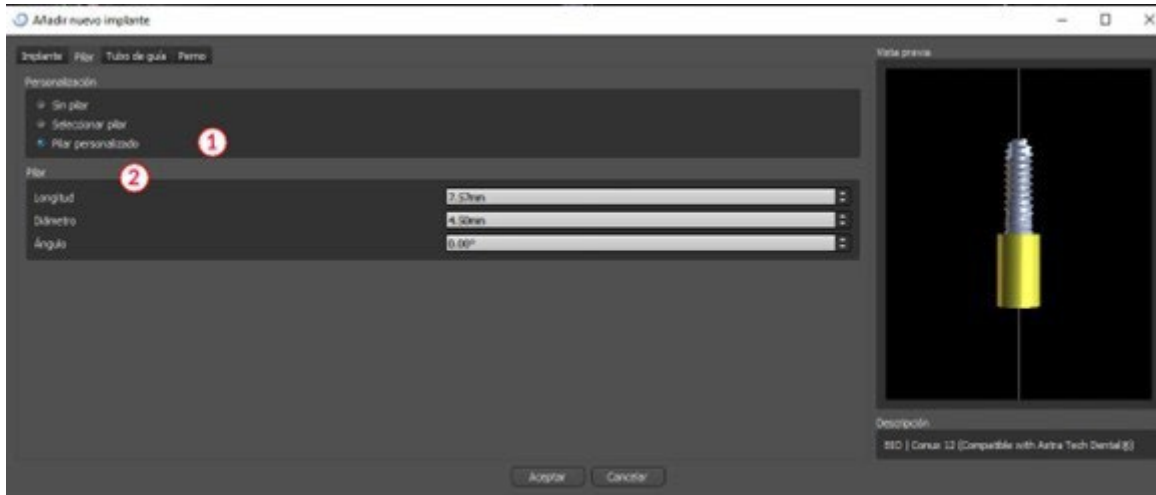 Añadir nuevo implante
Implante Pilar Tubo de guía Perno
Personalización
Sin pilar
Seleccionar pilar
Pilar personalizado
1
2
Pilar
Longitud 7.57mm
Diámetro 4.50mm
Ángulo 0.00°
Aceptar Cancelar
Vista previa
Descripción
BIO | Conus 12 (Compatible with Astra Tech Dental®)